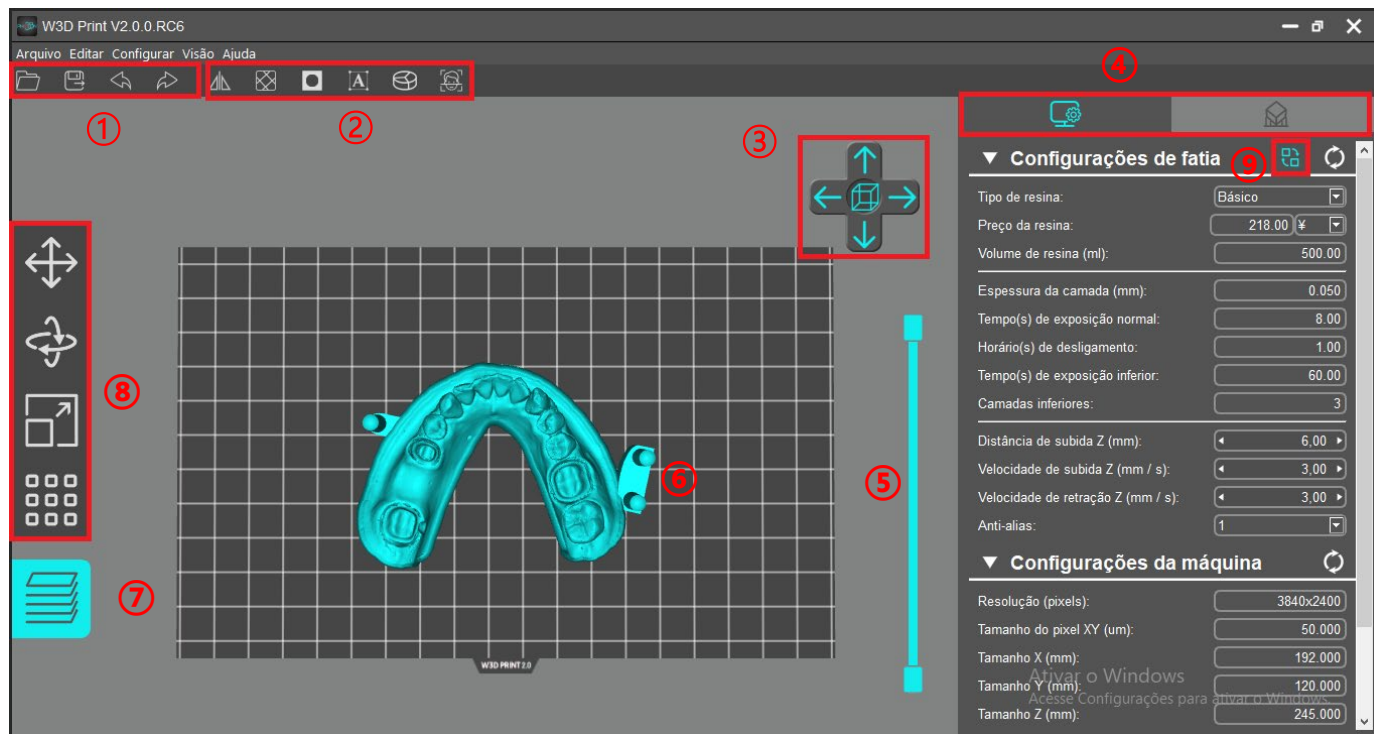 W3D Print V2.0.0.RC6
Arquivo Editar Configurar Visão Ajuda
A
①
②
③
④
▼ Configurações de fatia
⑨
Tipo de resina: Básico
Preço da resina: 218.00 ¥
Volume de resina (ml): 500.00
Espessura da camada (mm): 0.050
Tempo(s) de exposição normal: 8.00
Horário(s) de desligamento: 1.00
Tempo(s) de exposição inferior: 60.00
Camadas inferiores: 3
Distância de subida Z (mm): 6,00
Velocidade de subida Z (mm / s): 3,00
Velocidade de retração Z (mm / s): 3,00
Anti-alias: 1
⑧
⑥
⑤
⑦
W3D PRINT 2.0
▼ Configurações da máquina
Resolução (pixels): 3840x2400
Tamanho do pixel XY (um): 50.000
Tamanho X (mm): 192.000
Ativar o Windows
Tamanho Y (mm): 120.000
Acesse Configurações para ativar o Windows.
Tamanho Z (mm): 245.000